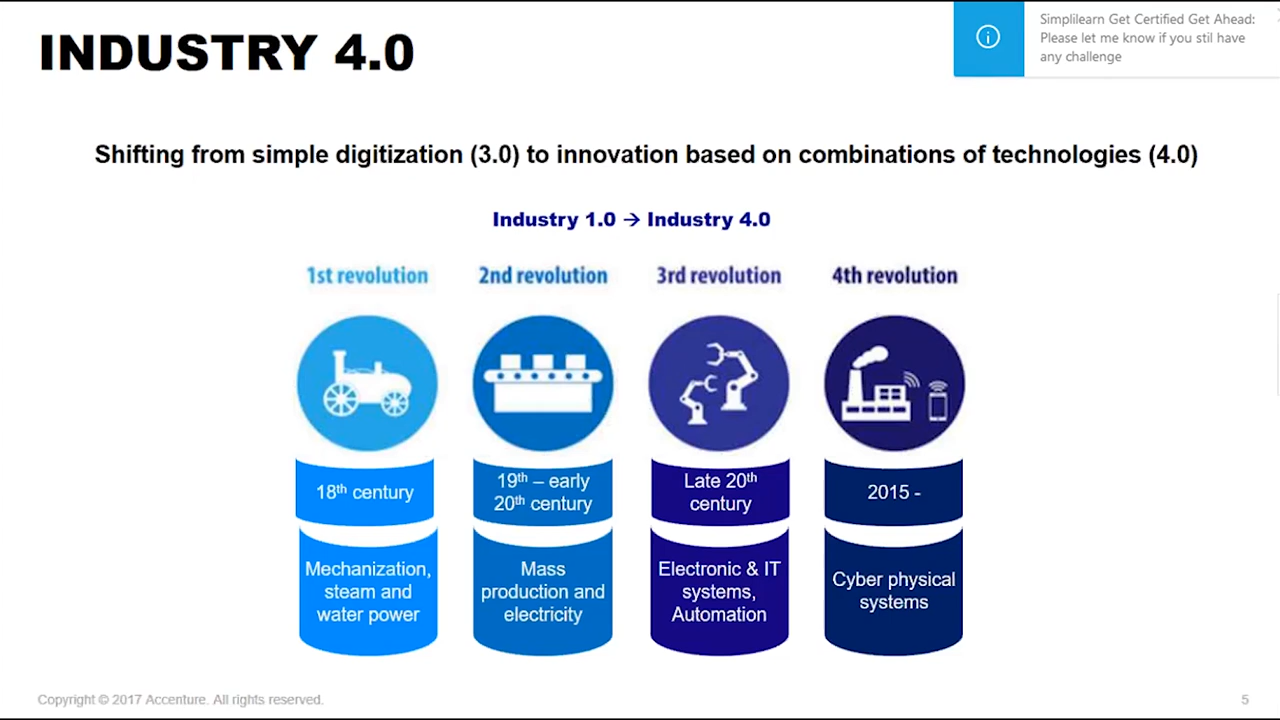 INDUSTRY 4.0
Simplilearn Get Certified Get Ahead:
Please let me know if you stil have
any challenge
Shifting from simple digitization (3.0) to innovation based on combinations of technologies (4.0)
Industry 1.0 → Industry 4.0
1st revolution
2nd revolution
3rd revolution
4th revolution
18th century
19th – early
20th century
Late 20th
century
2015 -
Mechanization,
steam and
water power
Mass
production and
electricity
Electronic & IT
systems,
Automation
Cyber physical
systems
Copyright © 2017 Accenture. All rights reserved.
5